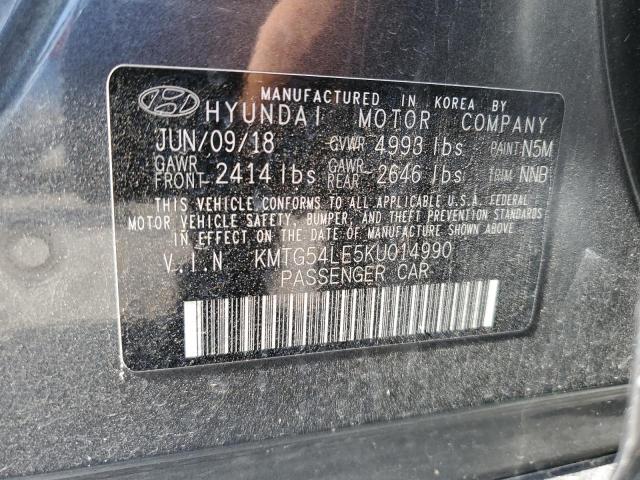 MANUFACTURED IN KOREA BY
HYUNDAI MOTOR COMPANY
JUN/09/18 GVWR 4993 lbs PAINT N5M
GAWR FRONT 2414 lbs GAWR REAR 2646 lbs TRIM NNB
THIS VEHICLE CONFORMS TO ALL APPLICABLE U.S.A. FEDERAL
MOTOR VEHICLE SAFETY, BUMPER, AND THEFT PREVENTION STANDARDS
IN EFFECT ON THE DATE OF MANUFACTURE SHOWN ABOVE.
V.I.N KMTG54LE5KU014990
PASSENGER CAR